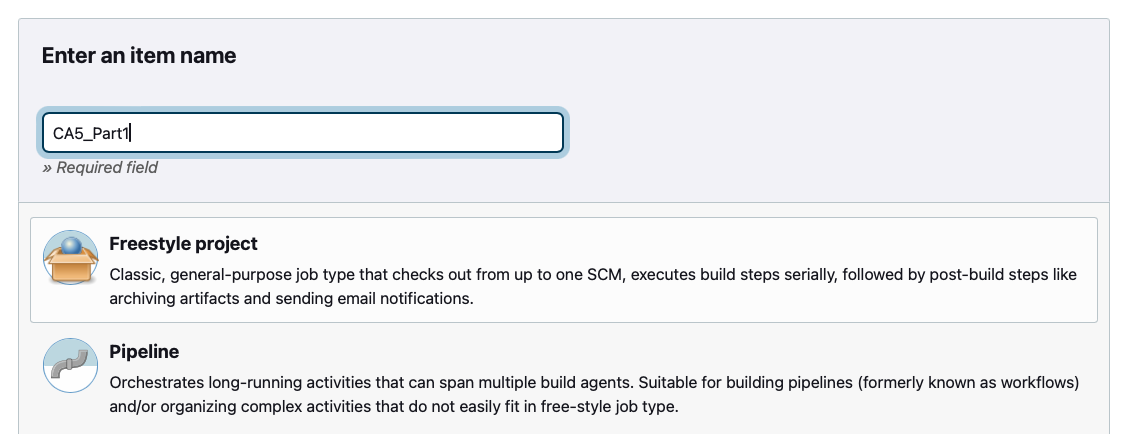 Enter an item name
CA5_Part1
» Required field
Freestyle project
Classic, general-purpose job type that checks out from up to one SCM, executes build steps serially, followed by post-build steps like
archiving artifacts and sending email notifications.
Pipeline
Orchestrates long-running activities that can span multiple build agents. Suitable for building pipelines (formerly known as workflows)
and/or organizing complex activities that do not easily fit in free-style job type.